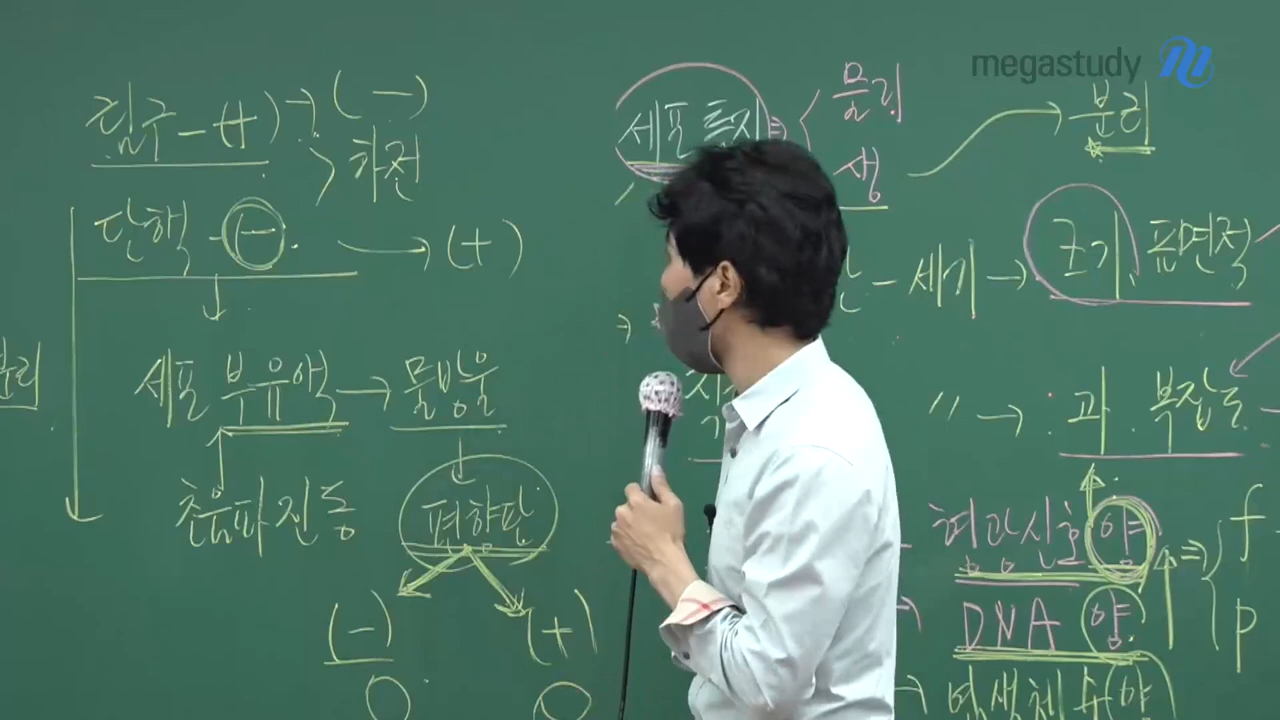 megastudy
림구 - (+) → (-)
> 하전
단핵 - (-) → (+)
세포 부유액 → 물방울
초음파 진동
편향판
(-) (+)
세포 특징 ⇒ <
물리
생
분리
분리
- 세기 → 크기 표면적
〃 → 과 복잡도
형광신호 양 ⇒ {
f
p
DNA 양
염색체 수(양